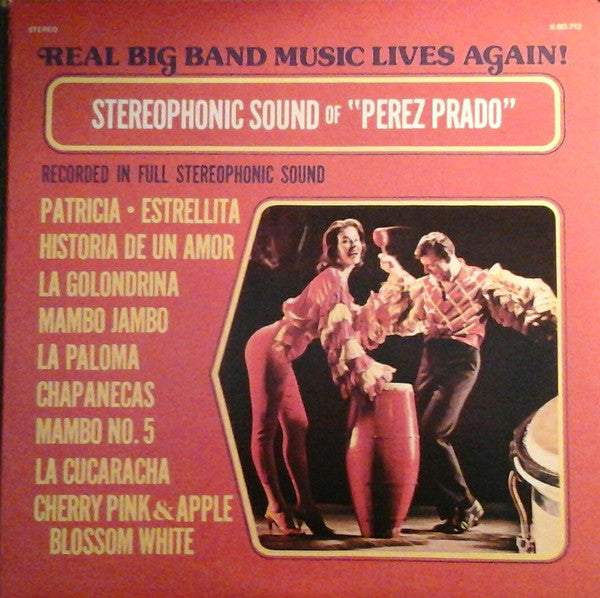 STEREO
X-BD-712
REAL BIG BAND MUSIC LIVES AGAIN!
STEREOPHONIC SOUND OF "PEREZ PRADO"
RECORDED IN FULL STEREOPHONIC SOUND
PATRICIA • ESTRELLITA
HISTORIA DE UN AMOR
LA GOLONDRINA
MAMBO JAMBO
LA PALOMA
CHAPANECAS
MAMBO NO. 5
LA CUCARACHA
CHERRY PINK & APPLE
BLOSSOM WHITE